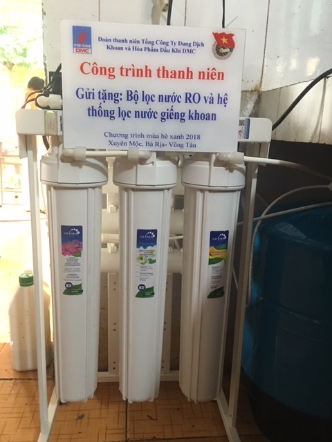 DMC
Đoàn thanh niên Tổng Công Ty Dung Dịch
Khoan và Hóa Phẩm Dầu Khí DMC
Công trình thanh niên
Gửi tặng: Bộ lọc nước RO và hệ
thống lọc nước giếng khoan
Chương trình mùa hè xanh 2018
Xuyên Mộc, Bà Rịa- Vũng Tàu